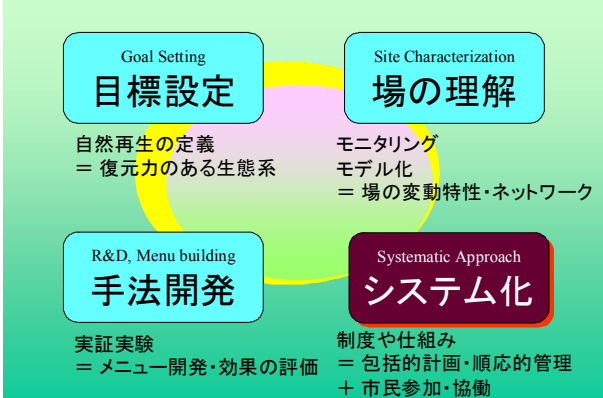 Goal Setting
目標設定
自然再生の定義
＝ 復元力のある生態系
Site Characterization
場の理解
モニタリング
モデル化
＝ 場の変動特性・ネットワーク
R&D, Menu building
手法開発
実証実験
＝ メニュー開発・効果の評価
Systematic Approach
システム化
制度や仕組み
＝ 包括的計画・順応的管理
＋ 市民参加・協働